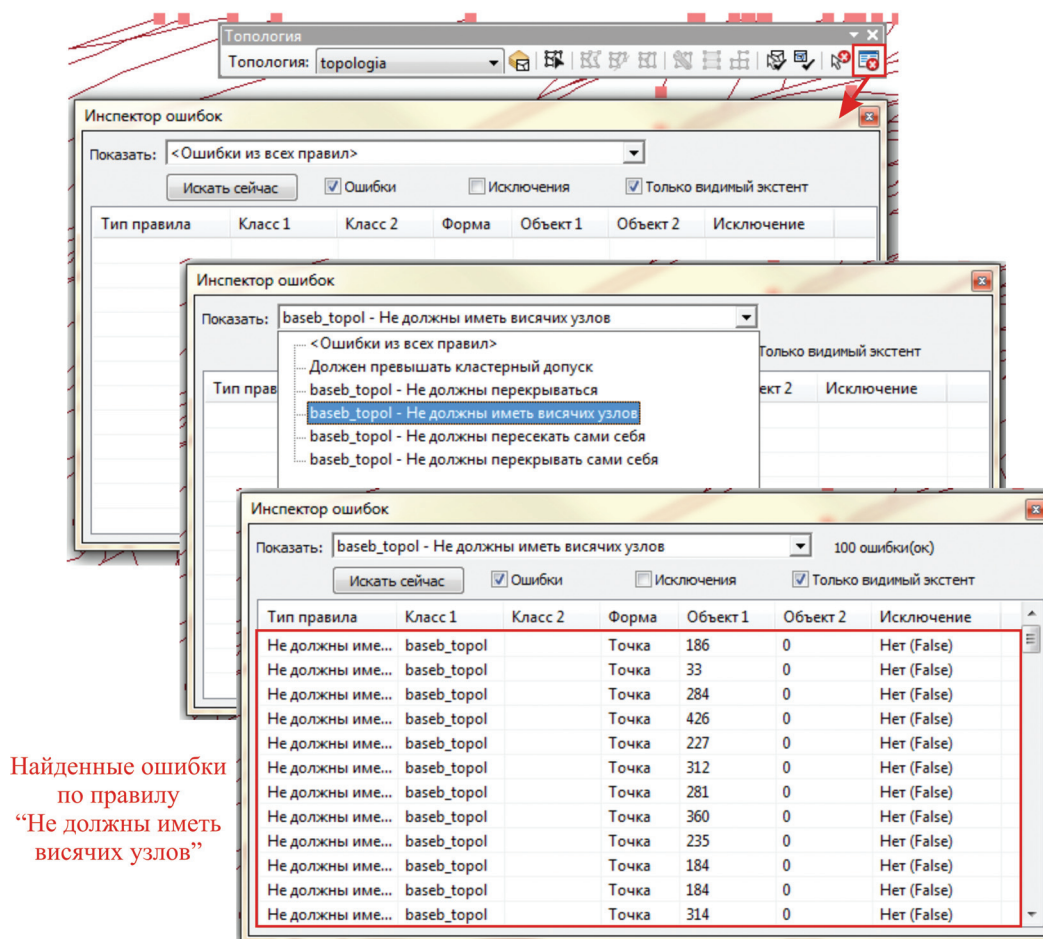 Топология
Топология: topologia
Инспектор ошибок
Показать: <Ошибки из всех правил>
Искать сейчас Ошибки Исключения Только видимый экстент
Тип правила Класс 1 Класс 2 Форма Объект 1 Объект 2 Исключение
Инспектор ошибок
Показать: baseb_topol - Не должны иметь висячих узлов
<Ошибки из всех правил>
Только видимый экстент
Должен превышать кластерный допуск
Тип прав ект 2 Исключение
baseb_topol - Не должны перекрываться
baseb_topol - Не должны иметь висячих узлов
baseb_topol - Не должны пересекать сами себя
baseb_topol - Не должны перекрывать сами себя
Инспектор ошибок
Показать: baseb_topol - Не должны иметь висячих узлов 100 ошибки(ок)
Искать сейчас Ошибки Исключения Только видимый экстент
Тип правила Класс 1 Класс 2 Форма Объект 1 Объект 2 Исключение
Не должны име... baseb_topol Точка 186 0 Нет (False)
Не должны име... baseb_topol Точка 33 0 Нет (False)
Не должны име... baseb_topol Точка 284 0 Нет (False)
Не должны име... baseb_topol Точка 426 0 Нет (False)
Не должны име... baseb_topol Точка 227 0 Нет (False)
Не должны име... baseb_topol Точка 312 0 Нет (False)
Не должны име... baseb_topol Точка 281 0 Нет (False)
Не должны име... baseb_topol Точка 360 0 Нет (False)
Не должны име... baseb_topol Точка 235 0 Нет (False)
Не должны име... baseb_topol Точка 184 0 Нет (False)
Не должны име... baseb_topol Точка 184 0 Нет (False)
Не должны име... baseb_topol Точка 314 0 Нет (False)
Найденные ошибки
по правилу
“Не должны иметь
висячих узлов”